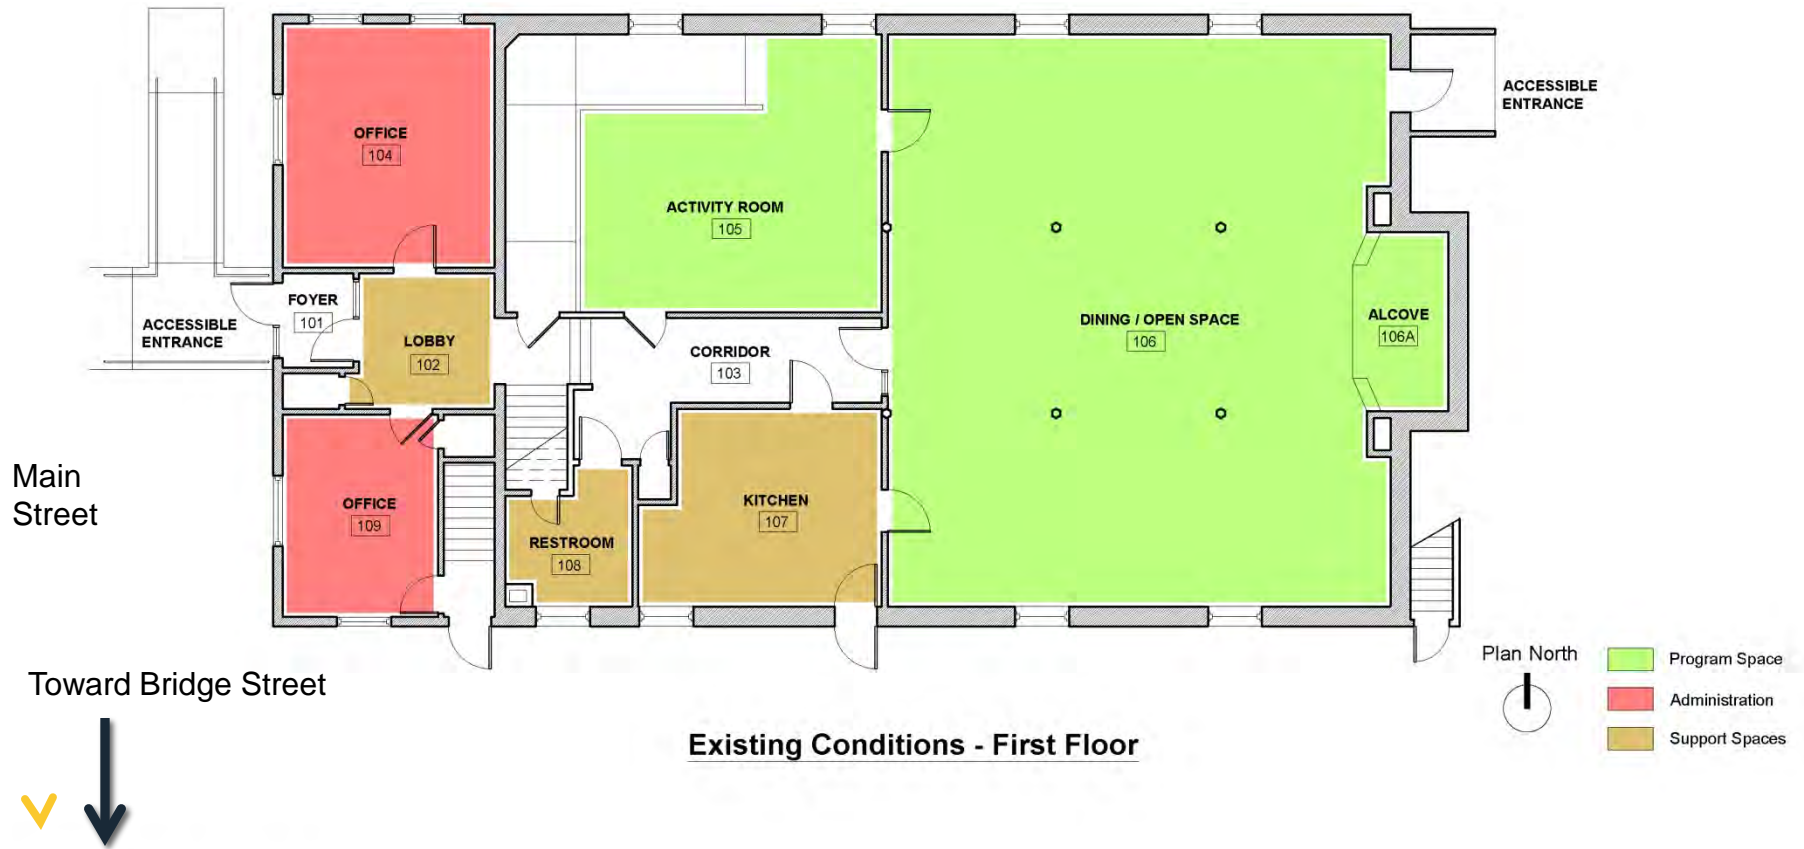 ACCESSIBLE
ENTRANCE
OFFICE
104
ACTIVITY ROOM
105
FOYER
101
ACCESSIBLE
ENTRANCE
LOBBY
102
CORRIDOR
103
DINING / OPEN SPACE
106
ALCOVE
106A
Main
Street
OFFICE
109
RESTROOM
108
KITCHEN
107
Toward Bridge Street
Plan North
Program Space
Administration
Support Spaces
Existing Conditions - First Floor